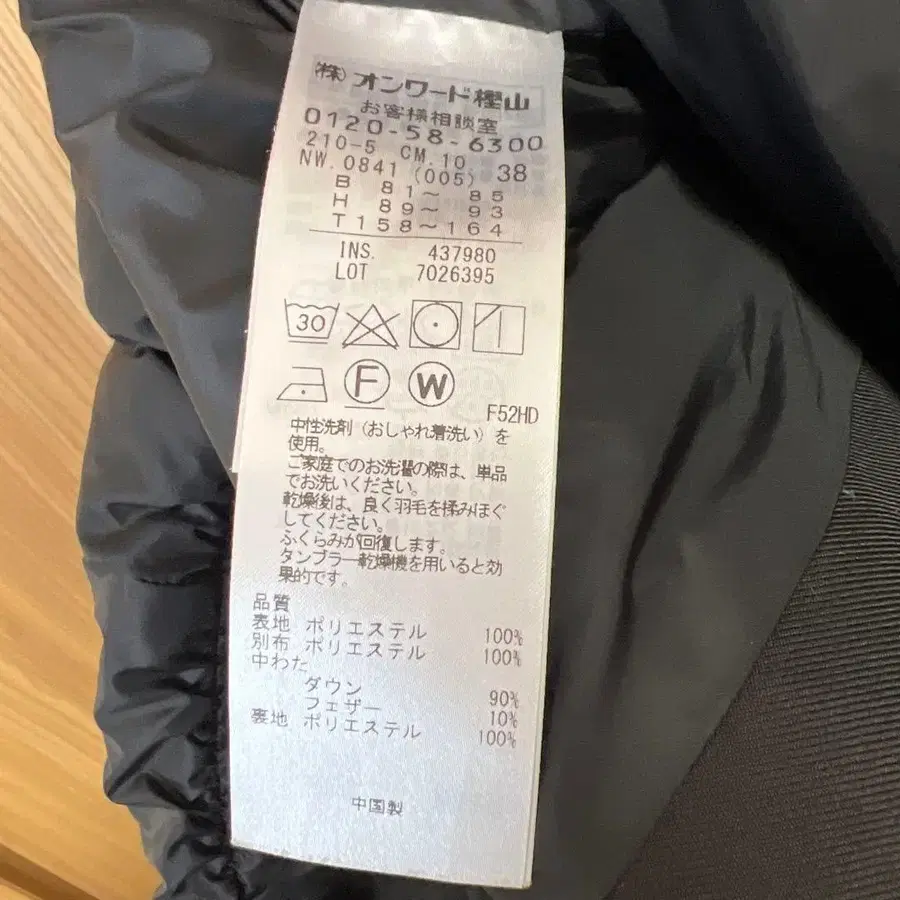 (株)オンワード樫山
お客様相談室
0120-58-6300
210-5 CM.10
NW.0841 (005) 38
B 81～ 85
H 89～ 93
T 158～164
INS. 437980
LOT 7026395
30
F W
F52HD
中性洗剤（おしゃれ着洗い）を
使用。
ご家庭でのお洗濯の際は、単品
でお洗いください。
乾燥後は、良く羽毛を揉みほぐ
してください。
ふくらみが回復します。
タンブラー乾燥機を用いると効
果的です。
品質
表地 ポリエステル 100%
別布 ポリエステル 100%
中わた
ダウン 90%
フェザー 10%
裏地 ポリエステル 100%
中国製